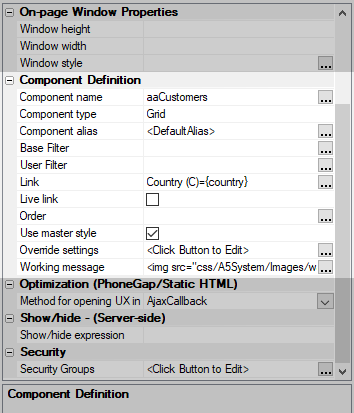 On-page Window Properties
Window height
Window width
Window style ...
Component Definition
Component name aaCustomers ...
Component type Grid
Component alias <DefaultAlias> ...
Base Filter ...
User Filter ...
Link Country (C)={country} ...
Live link
Order ...
Use master style
Override settings <Click Button to Edit> ...
Working message <img src="css/A5System/Images/w ...
Optimization (PhoneGap/Static HTML)
Method for opening UX in AjaxCallback
Show/hide - (Server-side)
Show/hide expression
Security
Security Groups <Click Button to Edit> ...
Component Definition